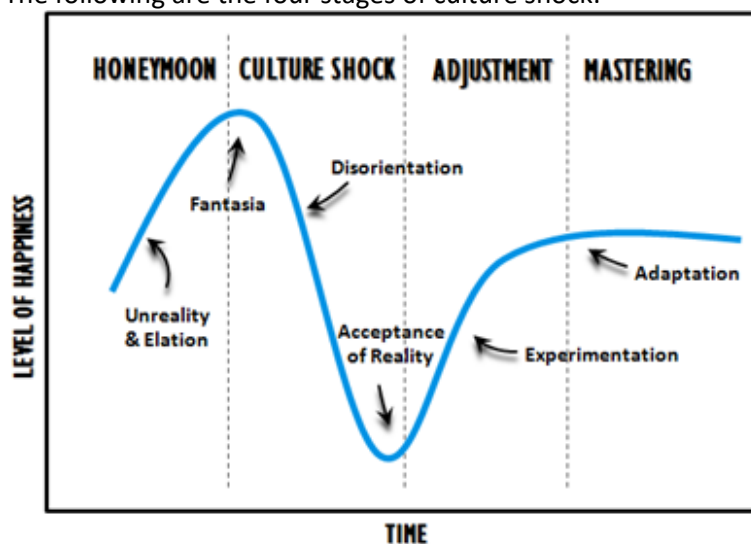 The following are the four stages of culture shock:
HONEYMOON
CULTURE SHOCK
ADJUSTMENT
MASTERING
Disorientation
Fantasia
Adaptation
Unreality
& Elation
Acceptance
of Reality
Experimentation
LEVEL OF HAPPINESS
TIME